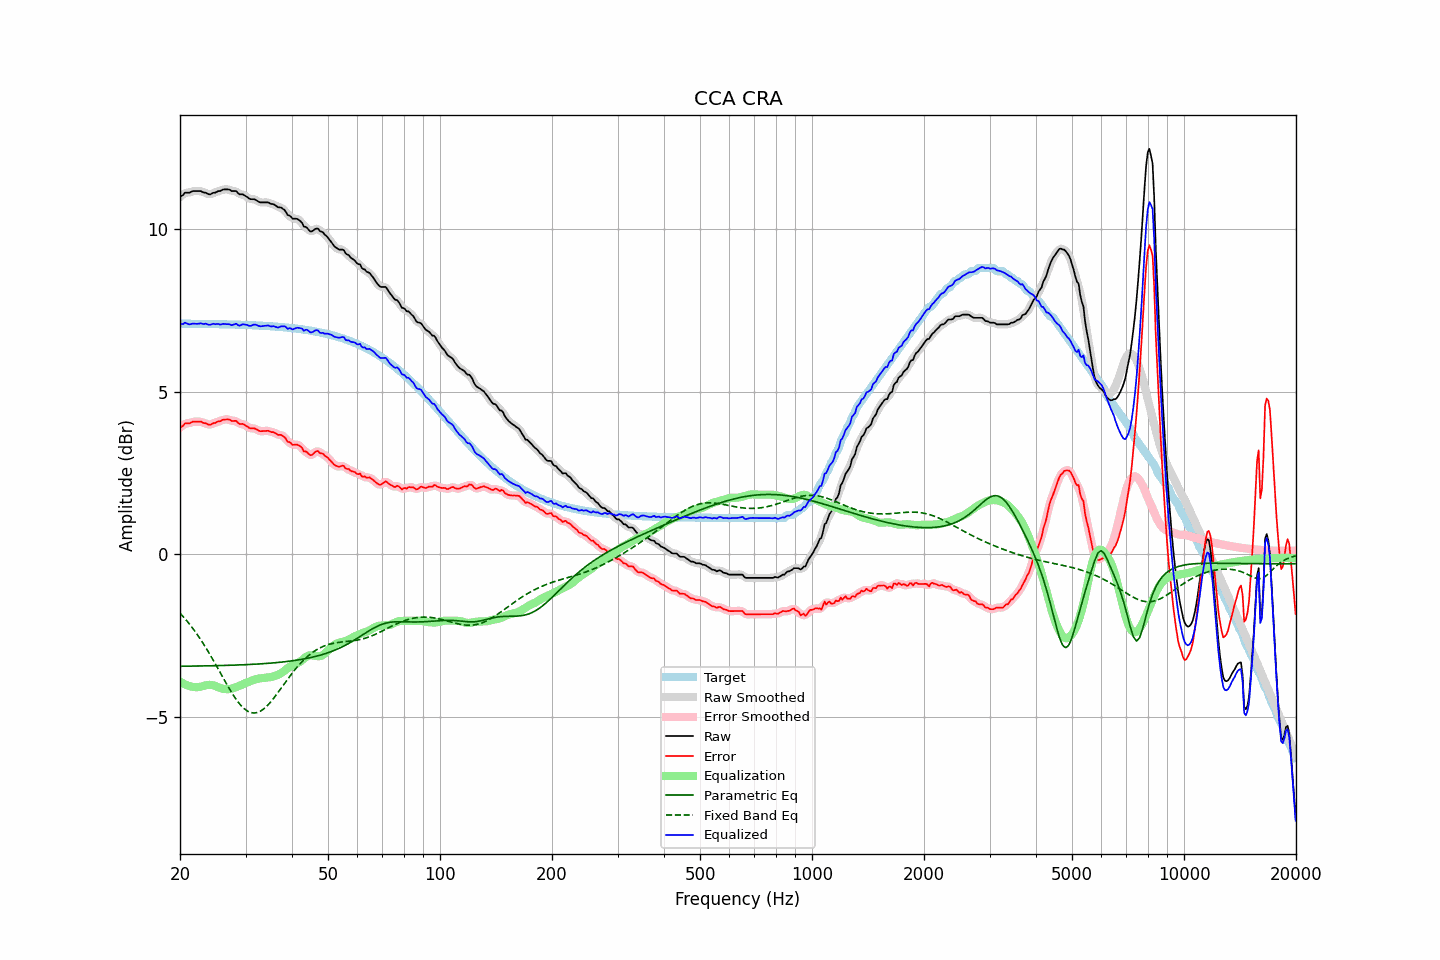 CCA CRA
Amplitude (dBr)
10
5
0
−5
Target
Raw Smoothed
Error Smoothed
Raw
Error
Equalization
Parametric Eq
Fixed Band Eq
Equalized
20 50 100 200 500 1000 2000 5000 10000 20000
Frequency (Hz)